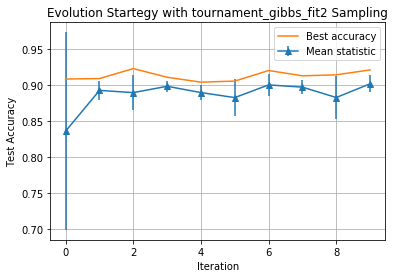 Evolution Startegy with tournament_gibbs_fit2 Sampling
Best accuracy
Mean statistic
Test Accuracy
0.95
0.90
0.85
0.80
0.75
0.70
0 2 4 6 8
Iteration